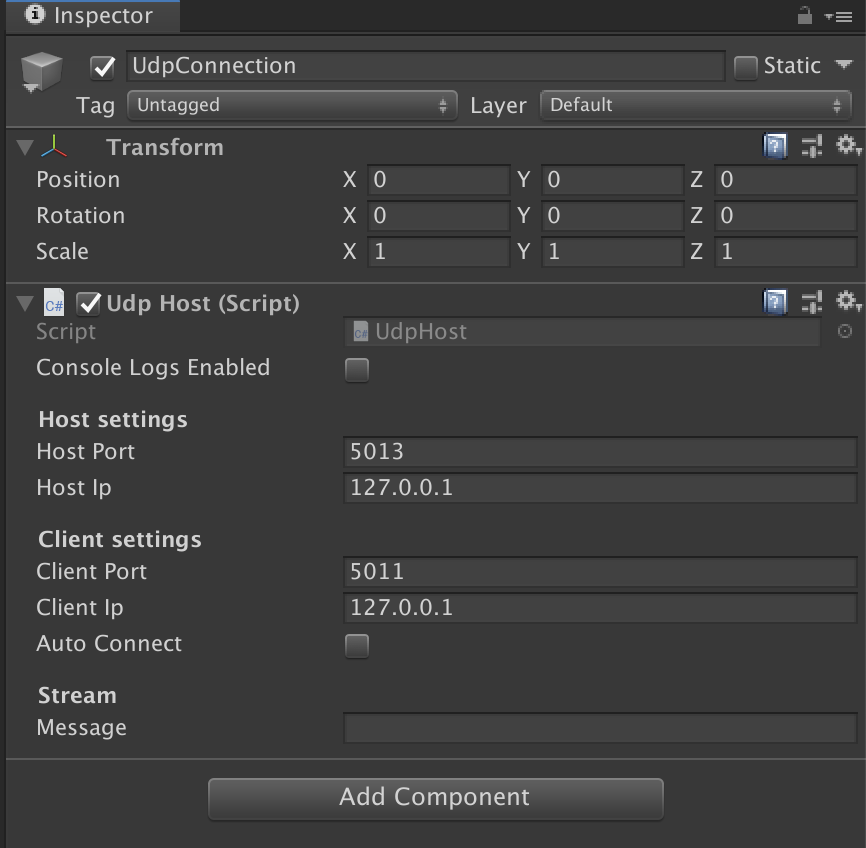 Inspector
UdpConnection Static
Tag Untagged Layer Default
Transform
Position X 0 Y 0 Z 0
Rotation X 0 Y 0 Z 0
Scale X 1 Y 1 Z 1
C# Udp Host (Script)
Script C# UdpHost
Console Logs Enabled
Host settings
Host Port 5013
Host Ip 127.0.0.1
Client settings
Client Port 5011
Client Ip 127.0.0.1
Auto Connect
Stream
Message
Add Component